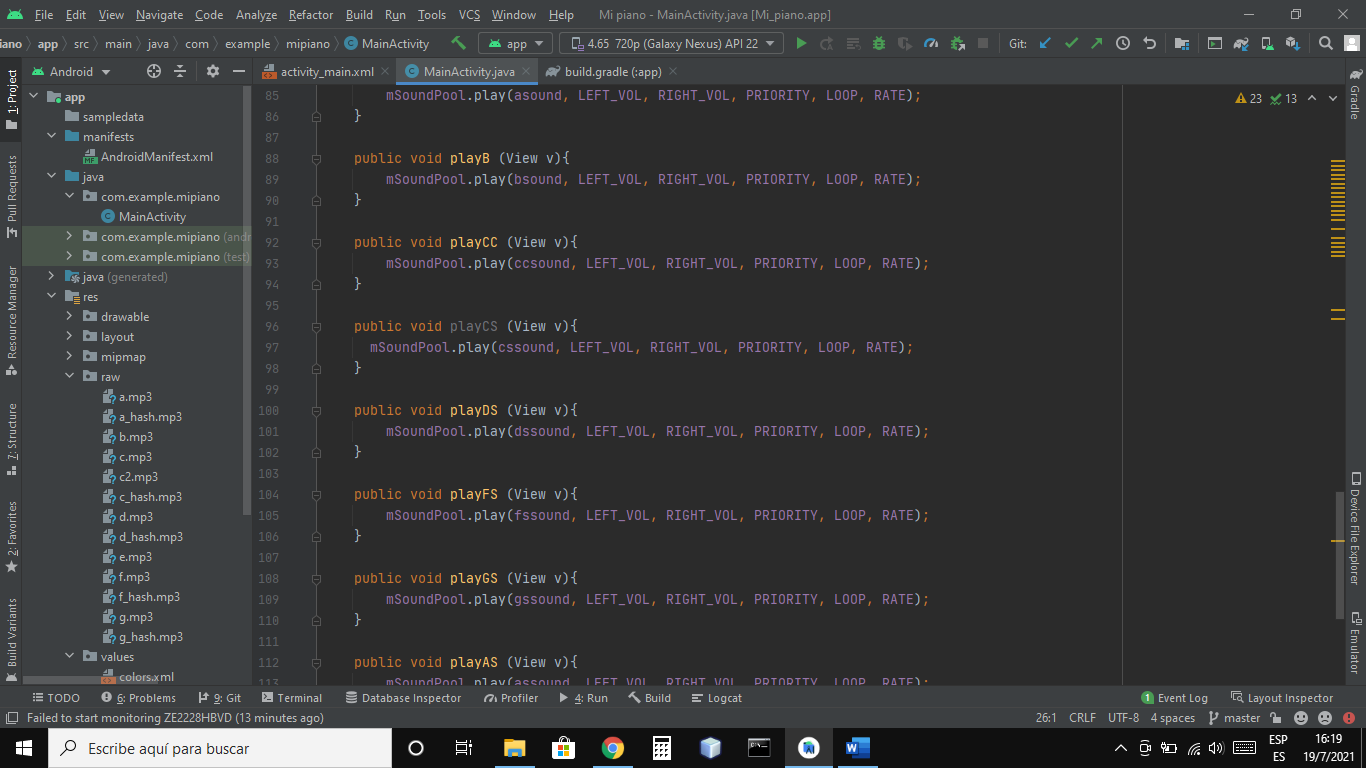 File Edit View Navigate Code Analyze Refactor Build Run Tools VCS Window Help Mi piano - MainActivity.java [Mi_piano.app]
iano app src main java com example mipiano MainActivity app 4.65 720p (Galaxy Nexus) API 22 Git:
Android activity_main.xml MainActivity.java build.gradle (:app)
1: Project
Pull Requests
Resource Manager
7: Structure
2: Favorites
Build Variants
app
sampledata
manifests
AndroidManifest.xml
java
com.example.mipiano
MainActivity
com.example.mipiano (andr
com.example.mipiano (test)
java (generated)
res
drawable
layout
mipmap
raw
a.mp3
a_hash.mp3
b.mp3
c.mp3
c2.mp3
c_hash.mp3
d.mp3
d_hash.mp3
e.mp3
f.mp3
f_hash.mp3
g.mp3
g_hash.mp3
values
colors.xml
23 13
85 mSoundPool.play(asound, LEFT_VOL, RIGHT_VOL, PRIORITY, LOOP, RATE);
86 }
87
88 public void playB (View v){
89 mSoundPool.play(bsound, LEFT_VOL, RIGHT_VOL, PRIORITY, LOOP, RATE);
90 }
91
92 public void playCC (View v){
93 mSoundPool.play(ccsound, LEFT_VOL, RIGHT_VOL, PRIORITY, LOOP, RATE);
94 }
95
96 public void playCS (View v){
97 mSoundPool.play(cssound, LEFT_VOL, RIGHT_VOL, PRIORITY, LOOP, RATE);
98 }
99
100 public void playDS (View v){
101 mSoundPool.play(dssound, LEFT_VOL, RIGHT_VOL, PRIORITY, LOOP, RATE);
102 }
103
104 public void playFS (View v){
105 mSoundPool.play(fssound, LEFT_VOL, RIGHT_VOL, PRIORITY, LOOP, RATE);
106 }
107
108 public void playGS (View v){
109 mSoundPool.play(gssound, LEFT_VOL, RIGHT_VOL, PRIORITY, LOOP, RATE);
110 }
111
112 public void playAS (View v){
113 mSoundPool.play(assound, LEFT_VOL, RIGHT_VOL, PRIORITY, LOOP, RATE);
Gradle
Device File Explorer
Emulator
TODO 6: Problems 9: Git Terminal Database Inspector Profiler 4: Run Build Logcat 1 Event Log Layout Inspector
Failed to start monitoring ZE2228HBVD (13 minutes ago) 26:1 CRLF UTF-8 4 spaces master
Escribe aquí para buscar
ESP
ES
16:19
19/7/2021